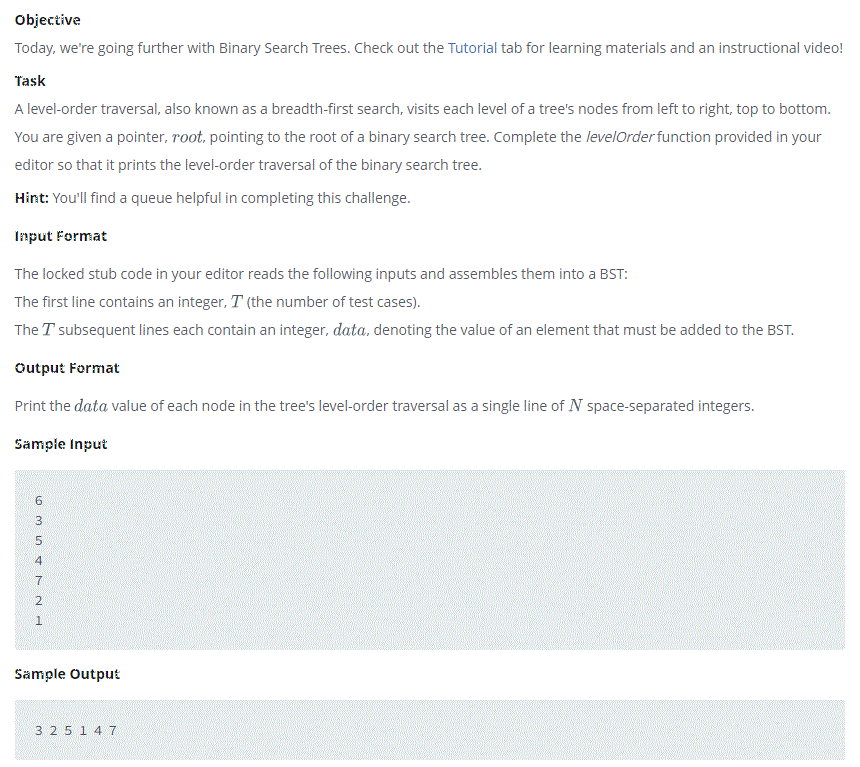 Objective
Today, we're going further with Binary Search Trees. Check out the Tutorial tab for learning materials and an instructional video!
Task
A level-order traversal, also known as a breadth-first search, visits each level of a tree's nodes from left to right, top to bottom.
You are given a pointer, root, pointing to the root of a binary search tree. Complete the levelOrder function provided in your
editor so that it prints the level-order traversal of the binary search tree.
Hint: You'll find a queue helpful in completing this challenge.
Input Format
The locked stub code in your editor reads the following inputs and assembles them into a BST:
The first line contains an integer, T (the number of test cases).
The T subsequent lines each contain an integer, data, denoting the value of an element that must be added to the BST.
Output Format
Print the data value of each node in the tree's level-order traversal as a single line of N space-separated integers.
Sample Input
6
3
5
4
7
2
1
Sample Output
3 2 5 1 4 7